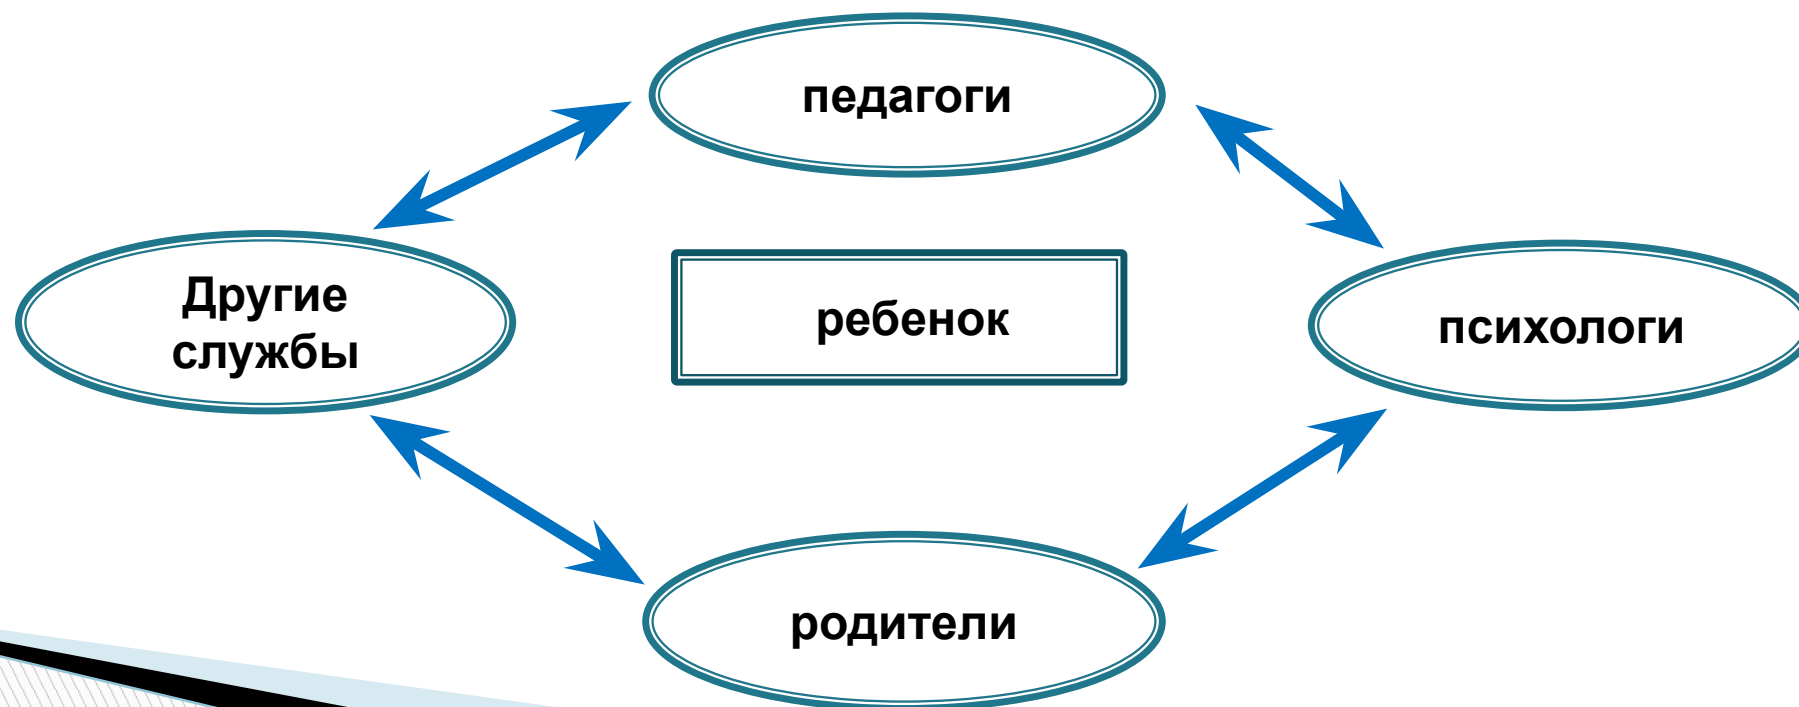 педагоги
Другие
службы
ребенок
психологи
родители